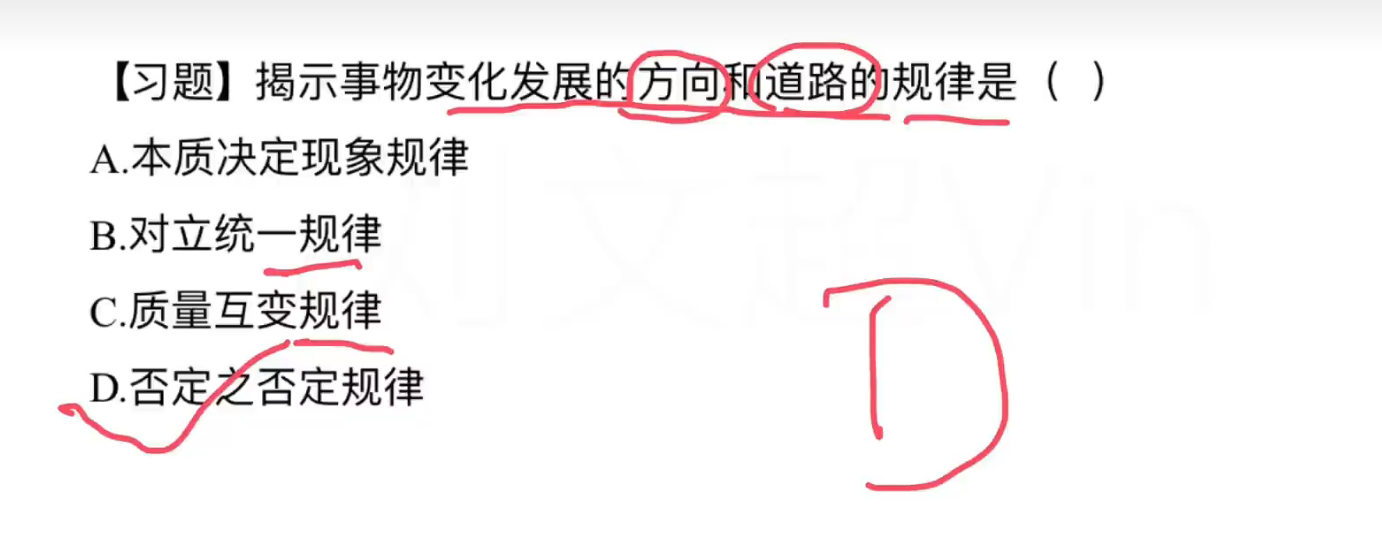 【习题】揭示事物变化发展的方向和道路的规律是（ ）
A.本质决定现象规律
B.对立统一规律
C.质量互变规律
D.否定之否定规律
D
刘文超Vin